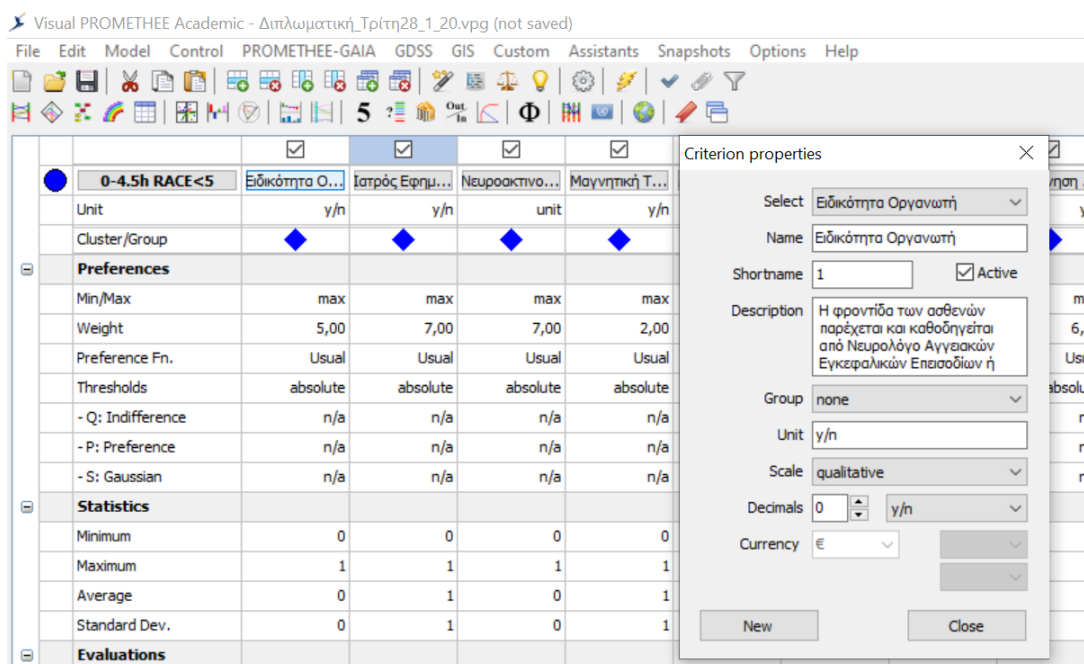 Visual PROMETHEE Academic - Διπλωματική_Τρίτη28_1_20.vpg (not saved)
File Edit Model Control PROMETHEE-GAIA GDSS GIS Custom Assistants Snapshots Options Help
5 ? Out In Φ
0-4.5h RACE<5 Ειδικότητα Ο... Ιατρός Εφημ... Νευροακτινο... Μαγνητική Τ...
Unit y/n y/n unit y/n
Cluster/Group
Preferences
Min/Max max max max max
Weight 5,00 7,00 7,00 2,00 6,
Preference Fn. Usual Usual Usual Usual
Thresholds absolute absolute absolute absolute
- Q: Indifference n/a n/a n/a n/a
- P: Preference n/a n/a n/a n/a
- S: Gaussian n/a n/a n/a n/a
Statistics
Minimum 0 0 0 0
Maximum 1 1 1 1
Average 0 1 0 1
Standard Dev. 0 1 0 1
Evaluations
Criterion properties
Select Ειδικότητα Οργανωτή
Name Ειδικότητα Οργανωτή
Shortname 1 Active
Description Η φροντίδα των ασθενών
παρέχεται και καθοδηγείται
από Νευρολόγο Αγγειακών
Εγκεφαλικών Επεισοδίων ή
Group none
Unit y/n
Scale qualitative
Decimals 0 y/n
Currency €
New Close